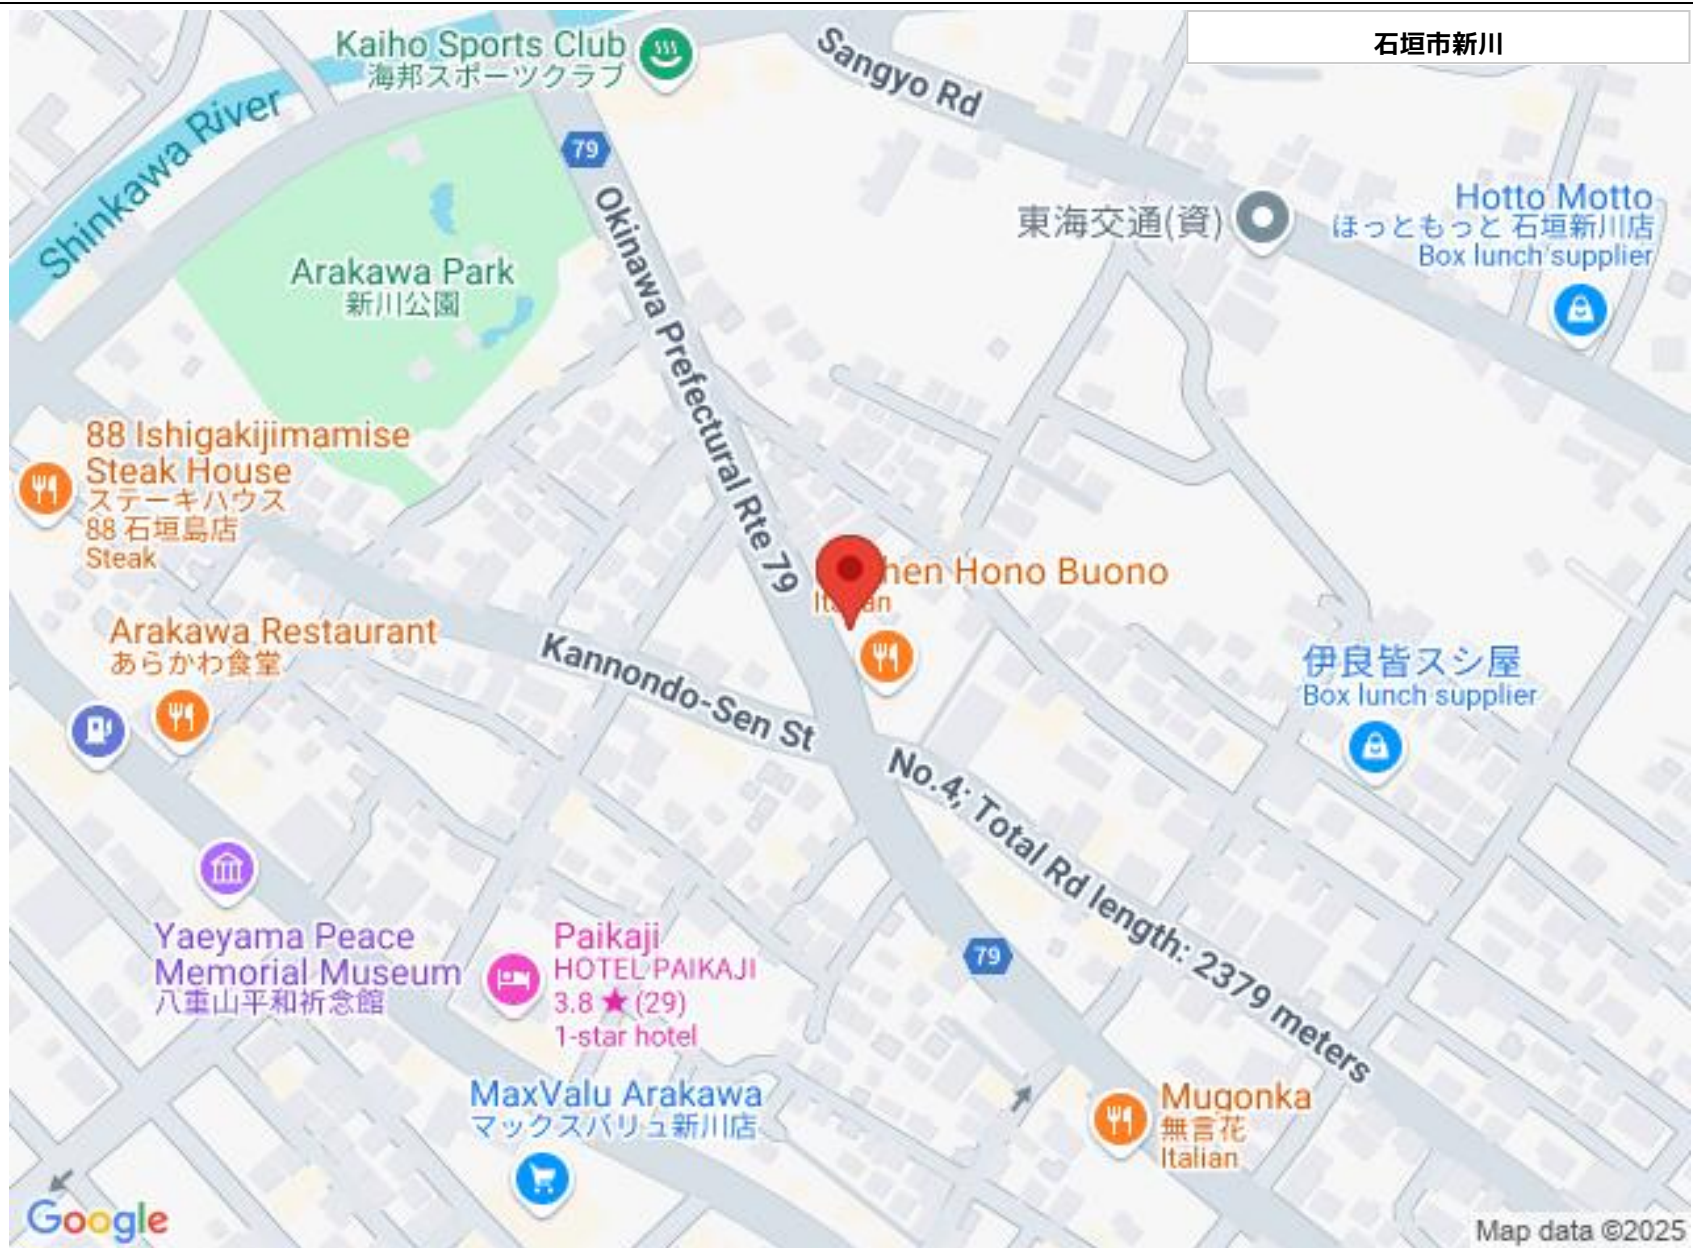 石垣市新川
Kaiho Sports Club
海邦スポーツクラブ
Sangyo Rd
Shinkawa River
79
Okinawa Prefectural Rte 79
Hotto Motto
ほっともっと 石垣新川店
Box lunch supplier
東海交通(資)
Arakawa Park
新川公園
88 Ishigakijimamise
Steak House
ステーキハウス
88 石垣島店
Steak
hen Hono Buono
Arakawa Restaurant
あらかわ食堂
Kannondo-Sen St
伊良皆スシ屋
Box lunch supplier
No.4; Total Rd length: 2379 meters
Yaeyama Peace
Memorial Museum
八重山平和祈念館
Paikaji
HOTEL PAIKAJI
3.8 ★ (29)
1-star hotel
79
MaxValu Arakawa
マックスバリュ新川店
Mugonka
無言花
Italian
Google
Map data ©2025